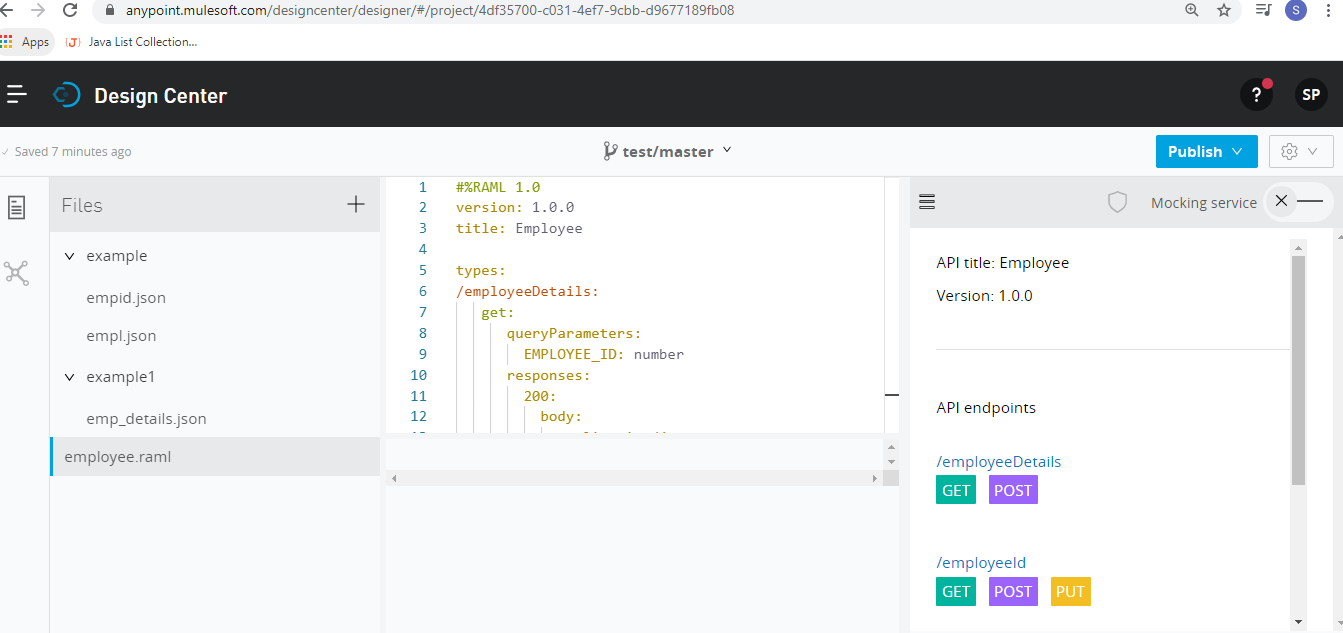 anypoint.mulesoft.com/designcenter/designer/#/project/4df35700-c031-4ef7-9cbb-d9677189fb08
S
Apps
{J}
Java List Collection...
Design Center
?
SP
✓ Saved 7 minutes ago
test/master
Publish
Files
+
example
empid.json
empl.json
example1
emp_details.json
employee.raml
1 #%RAML 1.0
2 version: 1.0.0
3 title: Employee
4
5 types:
6 /employeeDetails:
7 get:
8 queryParameters:
9 EMPLOYEE_ID: number
10 responses:
11 200:
12 body:
Mocking service
API title: Employee
Version: 1.0.0
API endpoints
/employeeDetails
GET POST
/employeeId
GET POST PUT